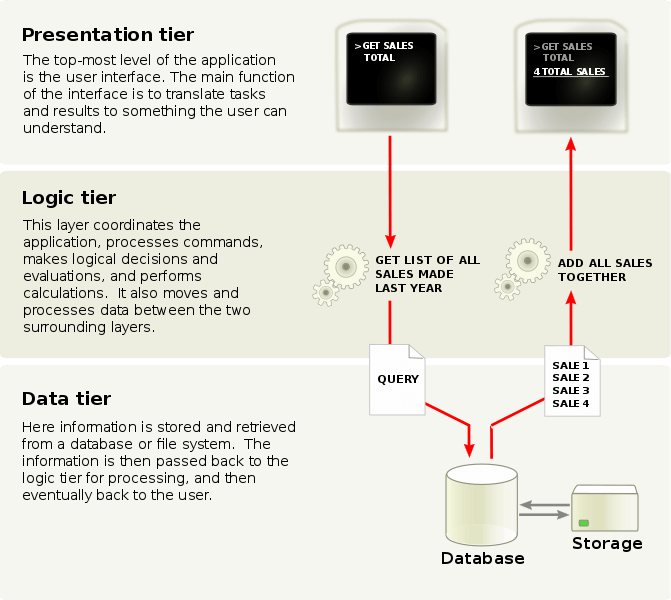 Presentation tier
The top-most level of the application
is the user interface. The main function
of the interface is to translate tasks
and results to something the user can
understand.
>GET SALES
TOTAL
>GET SALES
TOTAL
4 TOTAL SALES
Logic tier
This layer coordinates the
application, processes commands,
makes logical decisions and
evaluations, and performs
calculations.  It also moves and
processes data between the two
surrounding layers.
GET LIST OF ALL
SALES MADE
LAST YEAR
ADD ALL SALES
TOGETHER
QUERY
SALE 1
SALE 2
SALE 3
SALE 4
Data tier
Here information is stored and retrieved
from a database or file system.  The
information is then passed back to the
logic tier for processing, and then
eventually back to the user.
Database
Storage